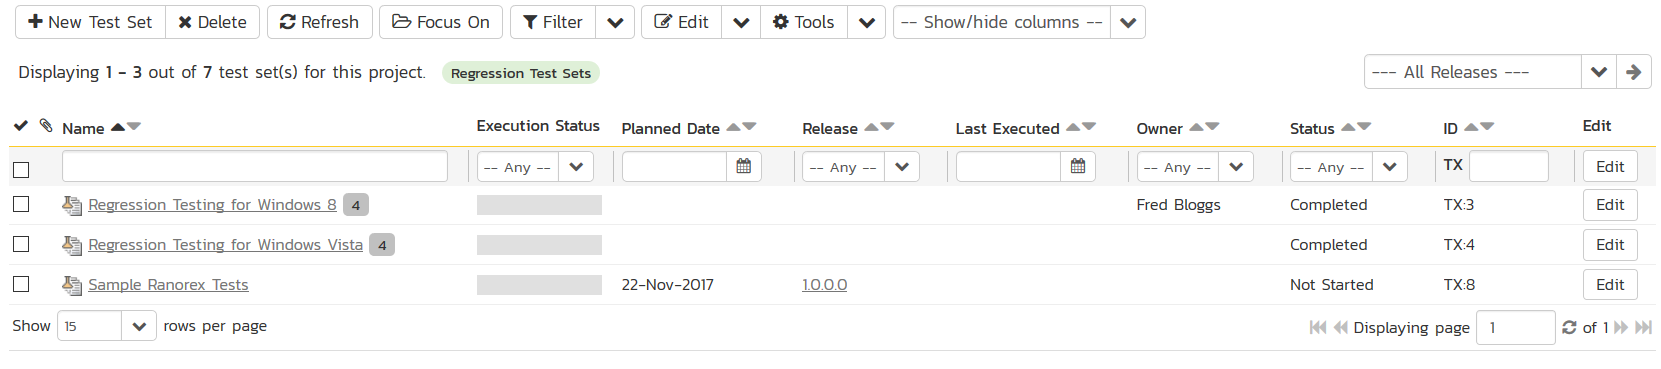 New Test Set Delete Refresh Focus On Filter Edit Tools -- Show/hide columns --
Displaying 1 - 3 out of 7 test set(s) for this project. Regression Test Sets --- All Releases ---
Name Execution Status Planned Date Release Last Executed Owner Status ID Edit
-- Any -- -- Any -- -- Any -- -- Any -- TX Edit
Regression Testing for Windows 8 4 Fred Bloggs Completed TX:3 Edit
Regression Testing for Windows Vista 4 Completed TX:4 Edit
Sample Ranorex Tests 22-Nov-2017 1.0.0.0 Not Started TX:8 Edit
Show 15 rows per page Displaying page 1 of 1